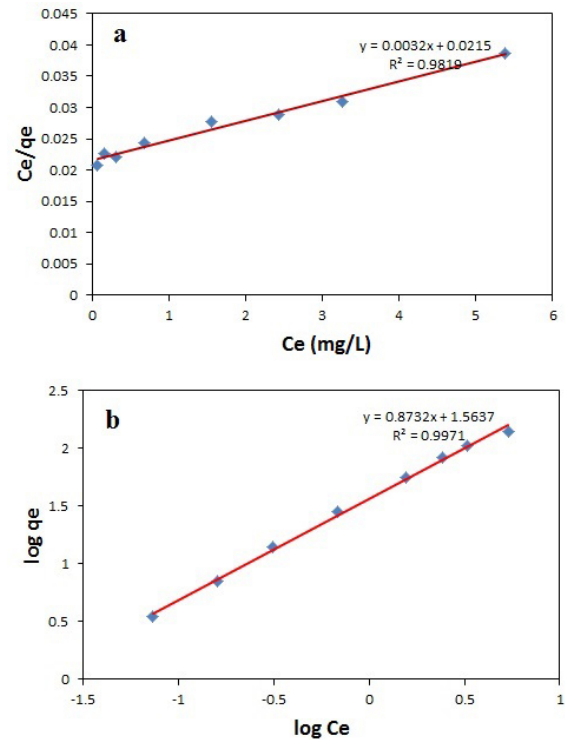 a
y = 0.0032x + 0.0215
R² = 0.9819
0.045
0.04
0.035
0.03
0.025
0.02
0.015
0.01
0.005
0
Ce/qe
0 1 2 3 4 5 6
Ce (mg/L)
b
y = 0.8732x + 1.5637
R² = 0.9971
2.5
2
1.5
1
0.5
0
log qe
-1.5 -1 -0.5 0 0.5 1
log Ce